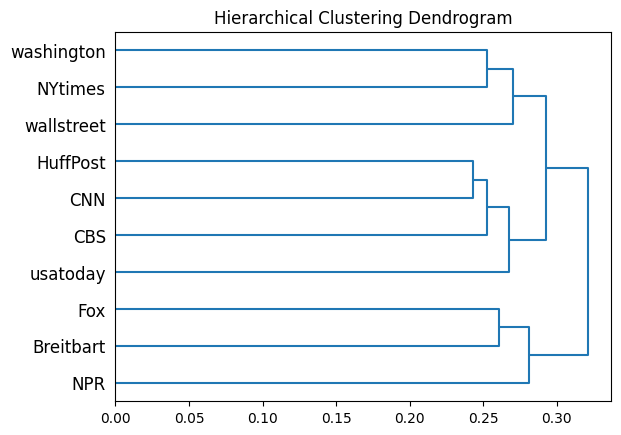 Hierarchical Clustering Dendrogram
washington
NYtimes
wallstreet
HuffPost
CNN
CBS
usatoday
Fox
Breitbart
NPR
0.00 0.05 0.10 0.15 0.20 0.25 0.30